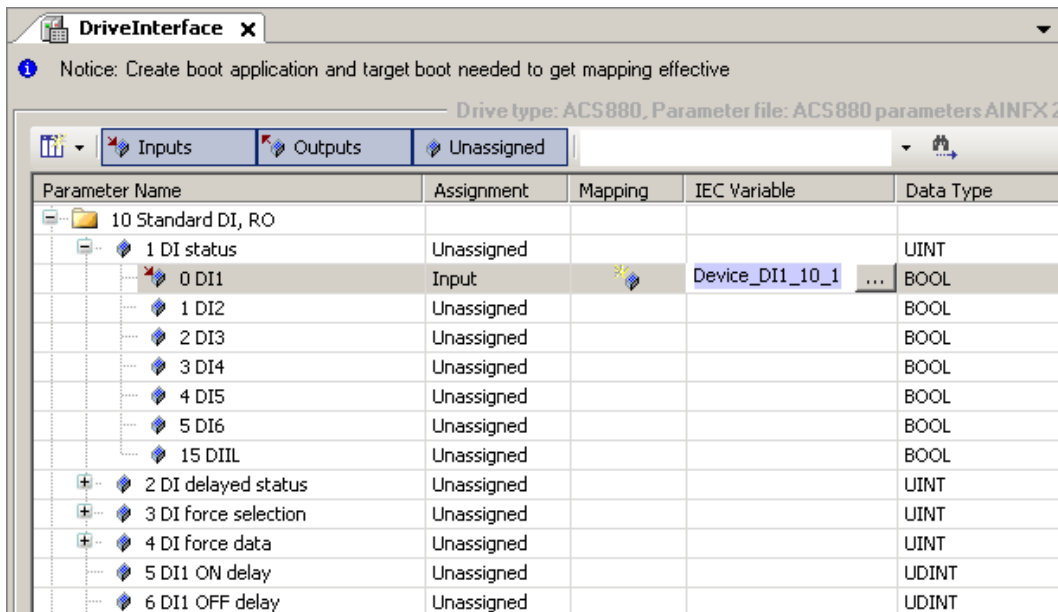 DriveInterface
Notice: Create boot application and target boot needed to get mapping effective
Drive type: ACS880, Parameter file: ACS880 parameters AINFX 2
Inputs Outputs Unassigned
Parameter Name Assignment Mapping IEC Variable Data Type
10 Standard DI, RO
1 DI status Unassigned UINT
0 DI1 Input Device_DI1_10_1 ... BOOL
1 DI2 Unassigned BOOL
2 DI3 Unassigned BOOL
3 DI4 Unassigned BOOL
4 DI5 Unassigned BOOL
5 DI6 Unassigned BOOL
15 DIIL Unassigned BOOL
2 DI delayed status Unassigned UINT
3 DI force selection Unassigned UINT
4 DI force data Unassigned UINT
5 DI1 ON delay Unassigned UDINT
6 DI1 OFF delay Unassigned UDINT